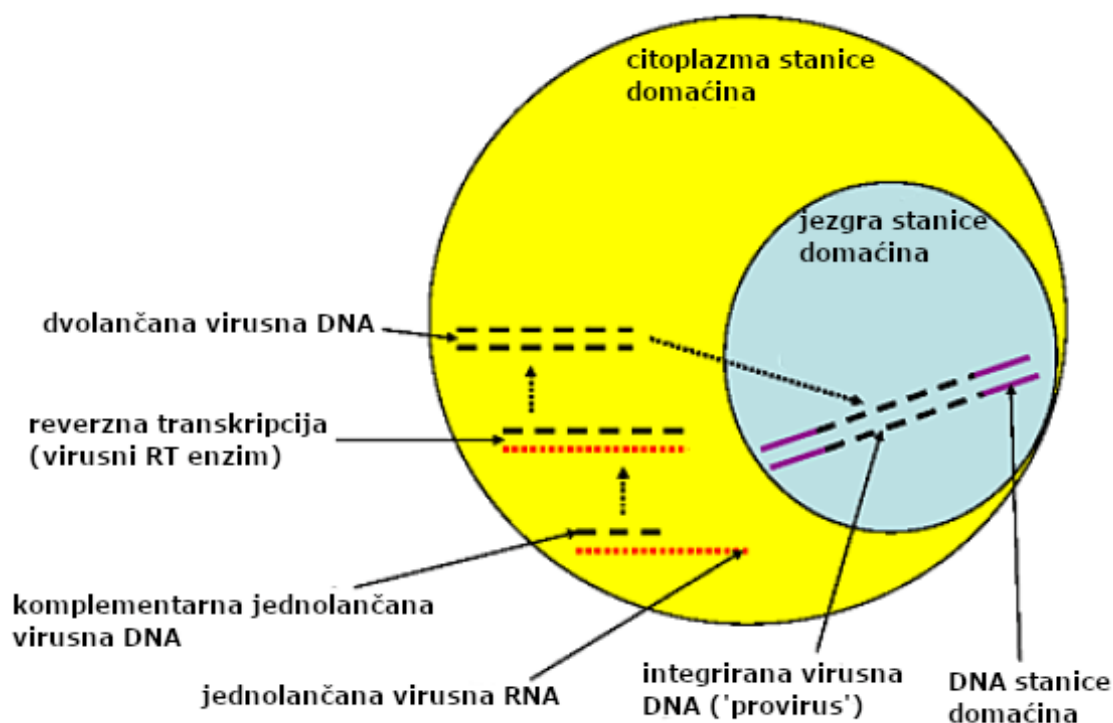 citoplazma stanice
domaćina
jezgra stanice
domaćina
dvolančana virusna DNA
reverzna transkripcija
(virusni RT enzim)
komplementarna jednolančana
virusna DNA
jednolančana virusna RNA
integrirana virusna
DNA ('provirus')
DNA stanice
domaćina